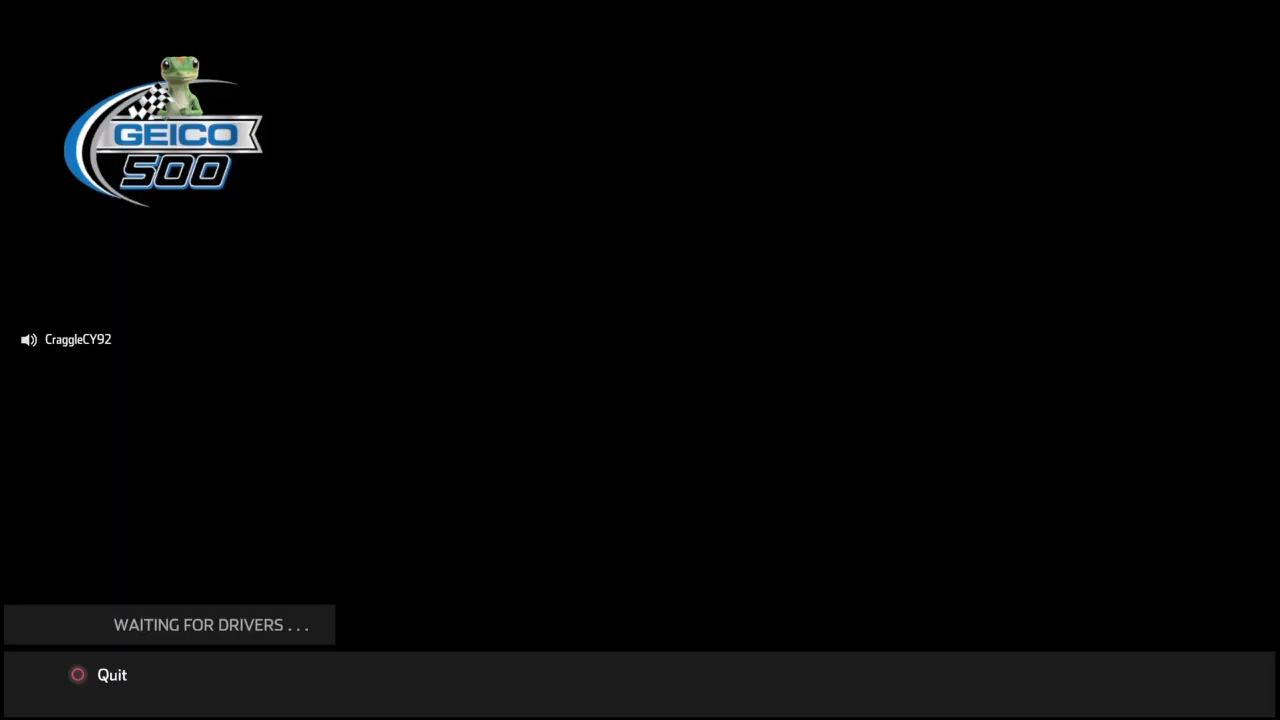 GEICO
500
CraggleCY92
WAITING FOR DRIVERS . . .
Quit